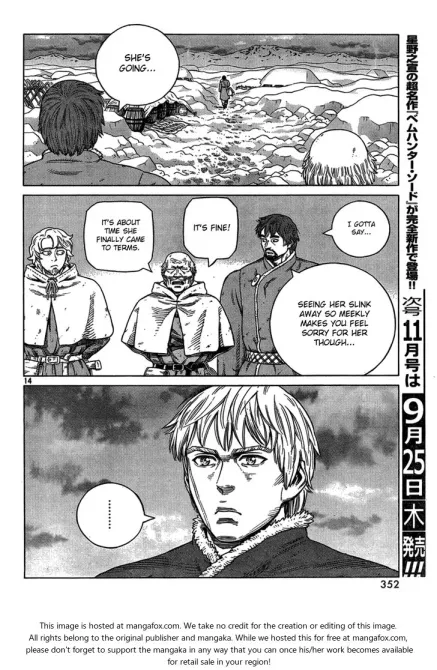 SHE'S
GOING...
IT'S ABOUT
TIME SHE
FINALLY CAME
TO TERMS.
IT'S FINE!
I GOTTA
SAY...
SEEING HER SLINK
AWAY SO MEEKLY
MAKES YOU FEEL
SORRY FOR HER
THOUGH...
14
.........
星野之宣の超名作「ベムハンター・ソード」が完全新作で登場!!
次号11月号は9月25日木発売!!!
352
This image is hosted at mangafox.com. We take no credit for the creation or editing of this image.
All rights belong to the original publisher and mangaka. While we hosted this for free at mangafox.com,
please don't forget to support the mangaka in any way that you can once his/her work becomes available
for retail sale in your region!